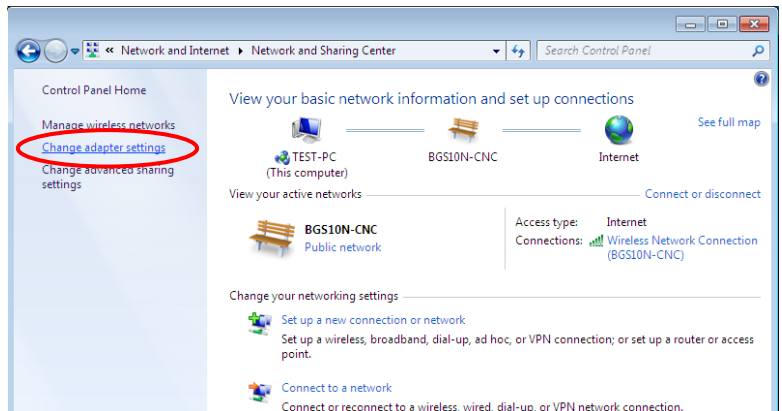 « Network and Internet ▸ Network and Sharing Center
Search Control Panel
Control Panel Home
Manage wireless networks
Change adapter settings
Change advanced sharing
settings
View your basic network information and set up connections
See full map
TEST-PC
(This computer)
BGS10N-CNC
Internet
View your active networks
Connect or disconnect
BGS10N-CNC
Public network
Access type: Internet
Connections: Wireless Network Connection
(BGS10N-CNC)
Change your networking settings
Set up a new connection or network
Set up a wireless, broadband, dial-up, ad hoc, or VPN connection; or set up a router or access
point.
Connect to a network
Connect or reconnect to a wireless, wired, dial-up, or VPN network connection.